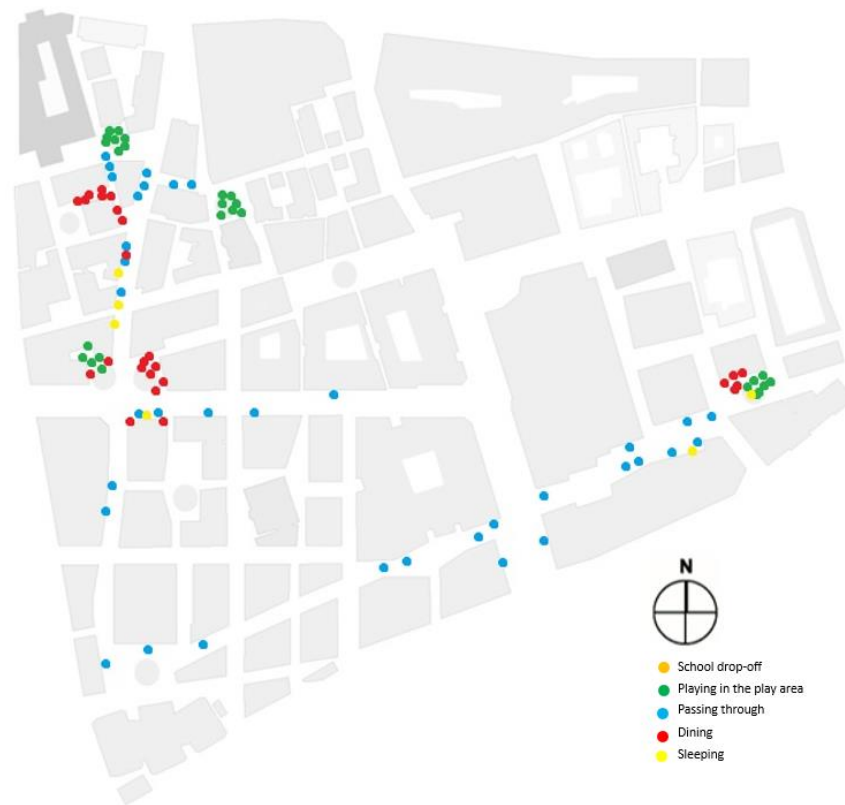 N
School drop-off
Playing in the play area
Passing through
Dining
Sleeping